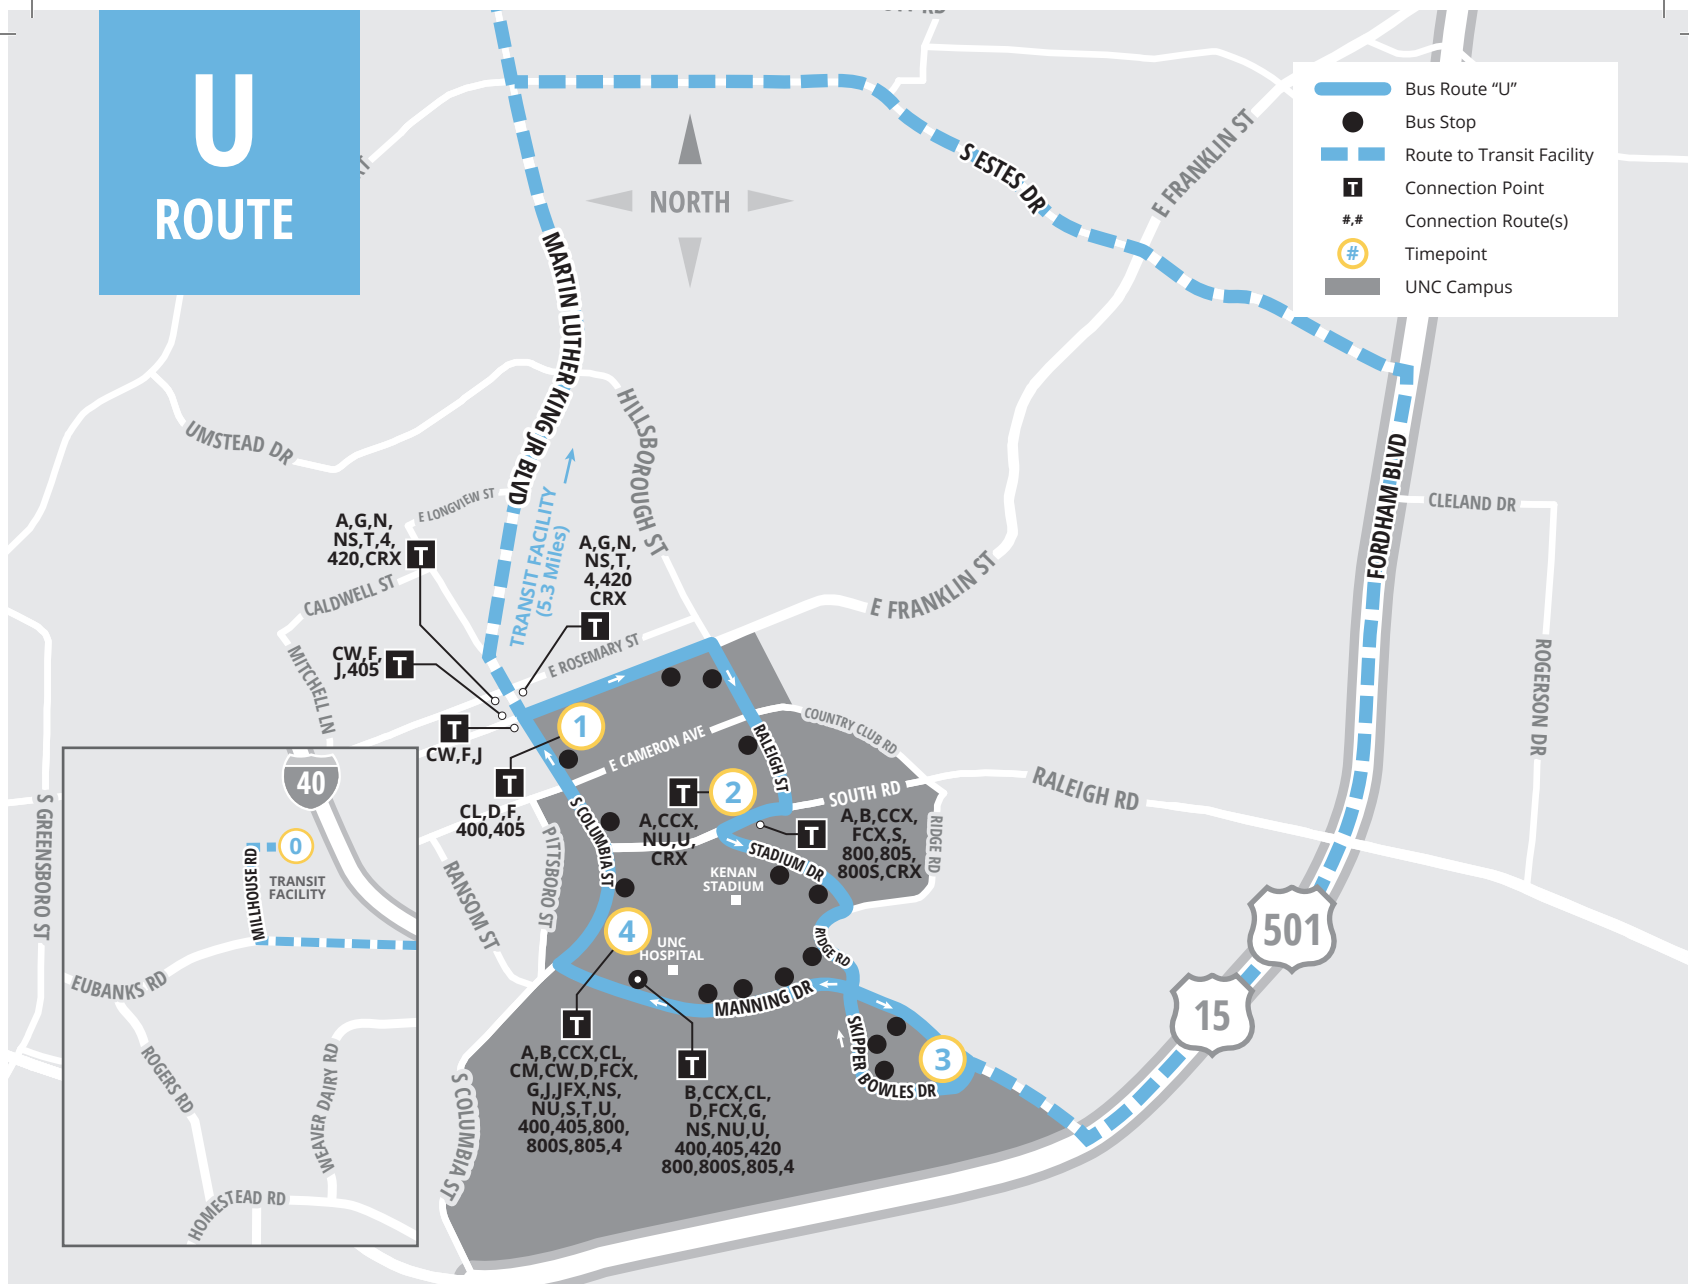 U
ROUTE
NORTH
Bus Route “U”
Bus Stop
Route to Transit Facility
T
Connection Point
#,#
Connection Route(s)
#
Timepoint
UNC Campus
S ESTES DR
E FRANKLIN ST
MARTIN LUTHER KING JR BLVD
HILLSBOROUGH ST
UMSTEAD DR
E LONGVIEW ST
CALDWELL ST
MITCHELL LN
TRANSIT FACILITY
(5.3 Miles)
A,G,N,
NS,T,4,
420,CRX
T
A,G,N,
NS,T,
4,420
CRX
T
CW,F,
J,405
T
T
CW,F,J
T
CL,D,F,
400,405
E ROSEMARY ST
E FRANKLIN ST
FORDHAM BLVD
CLELAND DR
ROGERSON DR
1
E CAMERON AVE
COUNTRY CLUB RD
RALEIGH ST
SOUTH RD
RALEIGH RD
RIDGE RD
T
2
A,CCX,
NU,U,
CRX
T
A,B,CCX,
FCX,S,
800,805,
800S,CRX
STADIUM DR
KENAN
STADIUM
S COLUMBIA ST
PITTSBORO ST
RANSOM ST
S GREENSBORO ST
4
UNC
HOSPITAL
RIDGE RD
MANNING DR
SKIPPER BOWLES DR
3
T
A,B,CCX,CL,
CM,CW,D,FCX,
G,J,JFX,NS,
NU,S,T,U,
400,405,800,
800S,805,4
T
B,CCX,CL,
D,FCX,G,
NS,NU,U,
400,405,420
800,800S,805,4
S COLUMBIA ST
501
15
40
0
TRANSIT
FACILITY
MILLHOUSE RD
EUBANKS RD
ROGERS RD
WEAVER DAIRY RD
HOMESTEAD RD